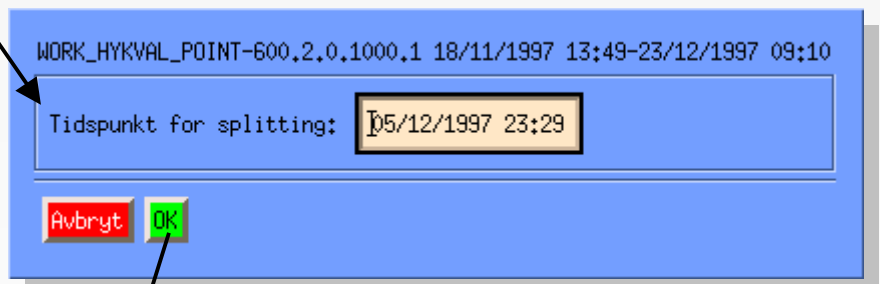 WORK_HYKVAL_POINT-600.2.0.1000.1 18/11/1997 13:49-23/12/1997 09:10
Tidspunkt for splitting: 05/12/1997 23:29
Avbryt OK